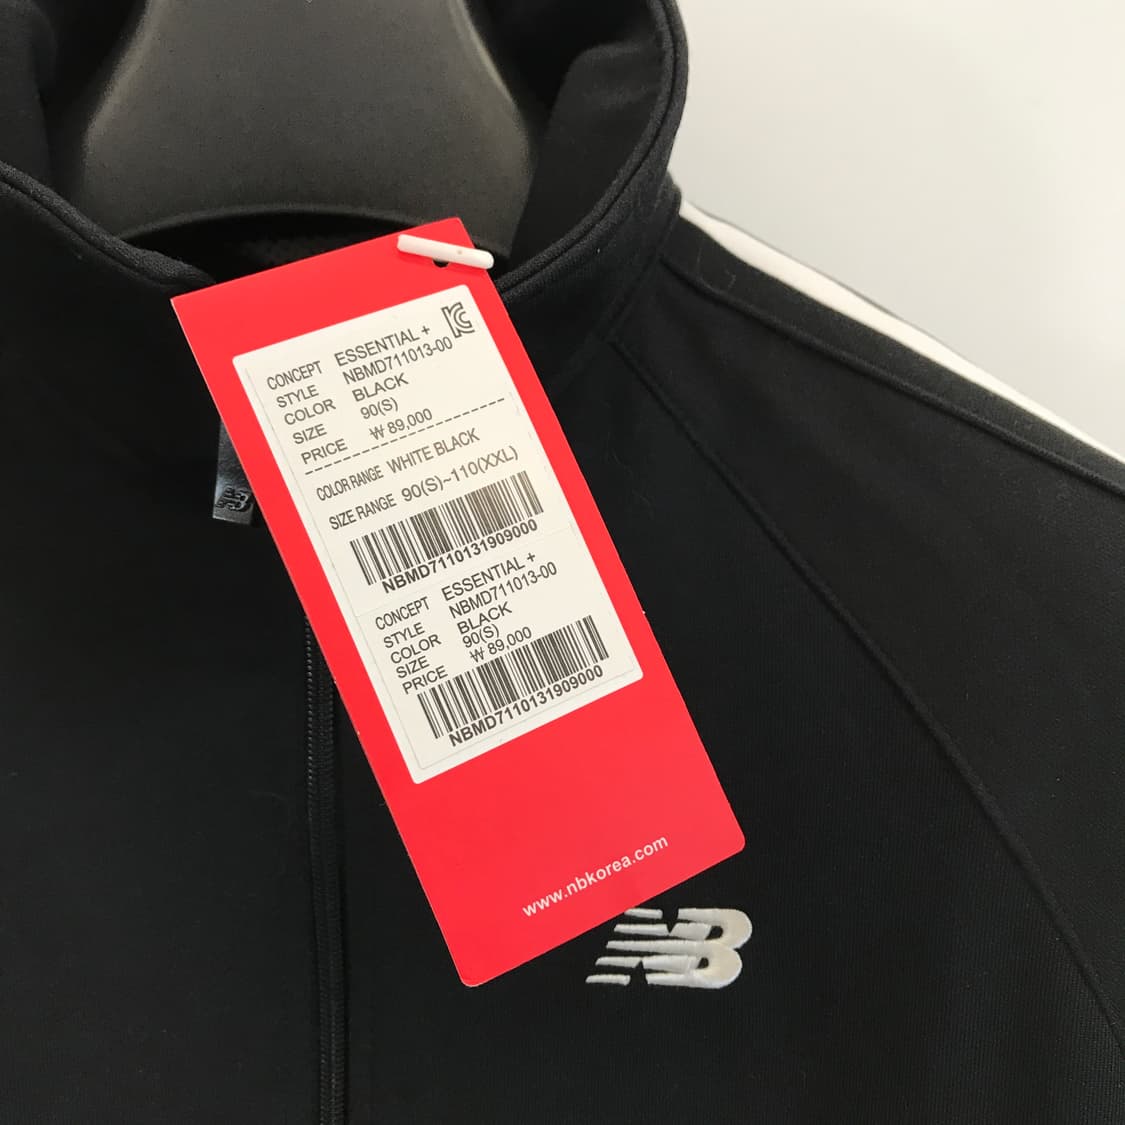 CONCEPT ESSENTIAL +
STYLE NBMD711013-00
COLOR BLACK
SIZE 90(S)
PRICE ₩ 89,000
COLOR RANGE WHITE BLACK
SIZE RANGE 90(S)~110(XXL)
NBMD7110131909000
CONCEPT ESSENTIAL +
STYLE NBMD711013-00
COLOR BLACK
SIZE 90(S)
PRICE ₩ 89,000
NBMD7110131909000
www.nbkorea.com
NB